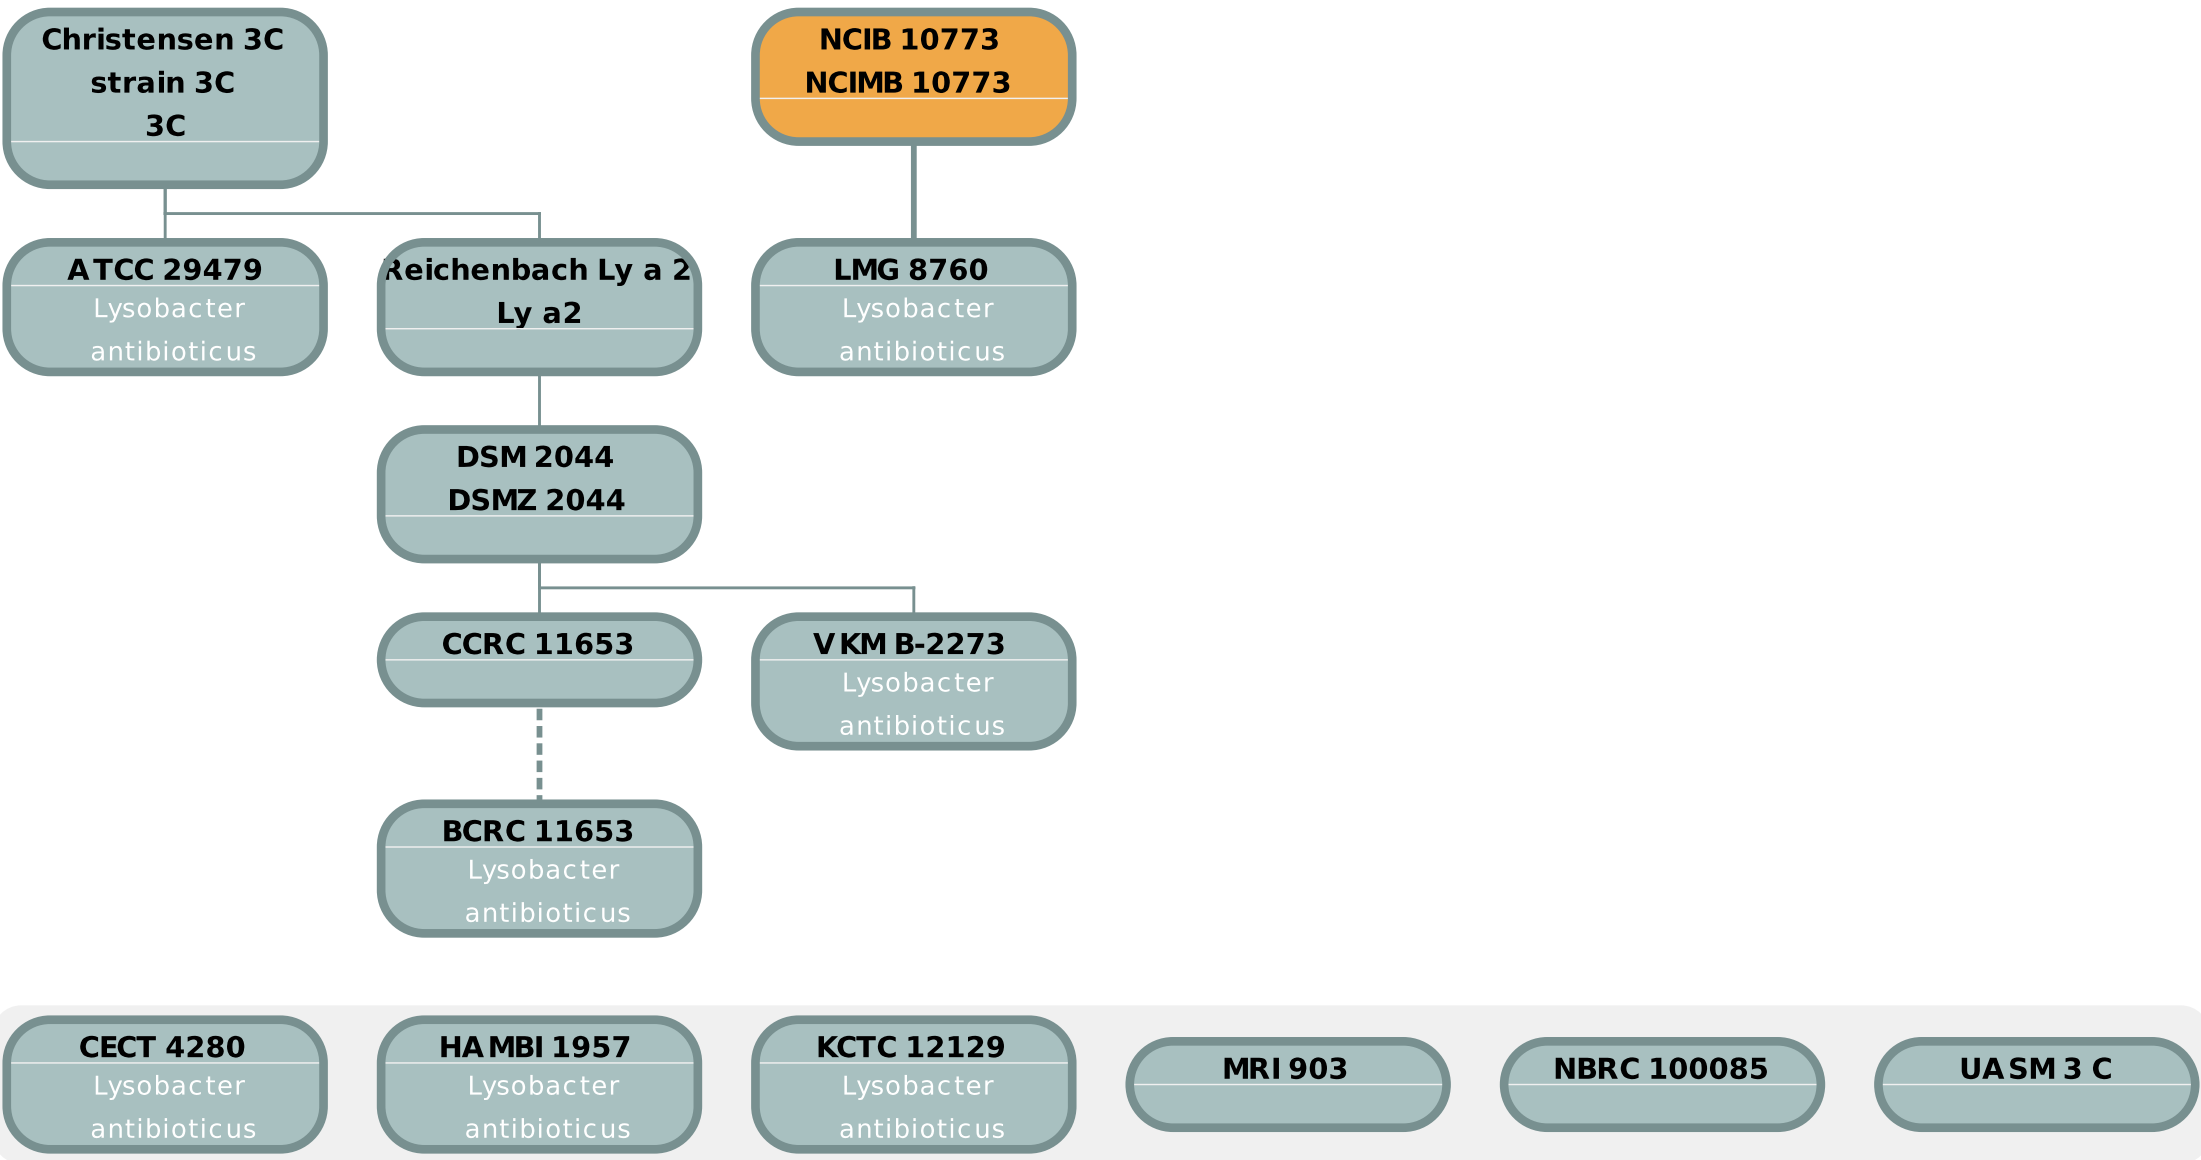 Christensen 3C
strain 3C
3C
NCIB 10773
NCIMB 10773
ATCC 29479
Lysobacter
antibioticus
Reichenbach Ly a 2
Ly a2
LMG 8760
Lysobacter
antibioticus
DSM 2044
DSMZ 2044
CCRC 11653
VKM B-2273
Lysobacter
antibioticus
BCRC 11653
Lysobacter
antibioticus
CECT 4280
Lysobacter
antibioticus
HAMBI 1957
Lysobacter
antibioticus
KCTC 12129
Lysobacter
antibioticus
MRI 903
NBRC 100085
UASM 3 C